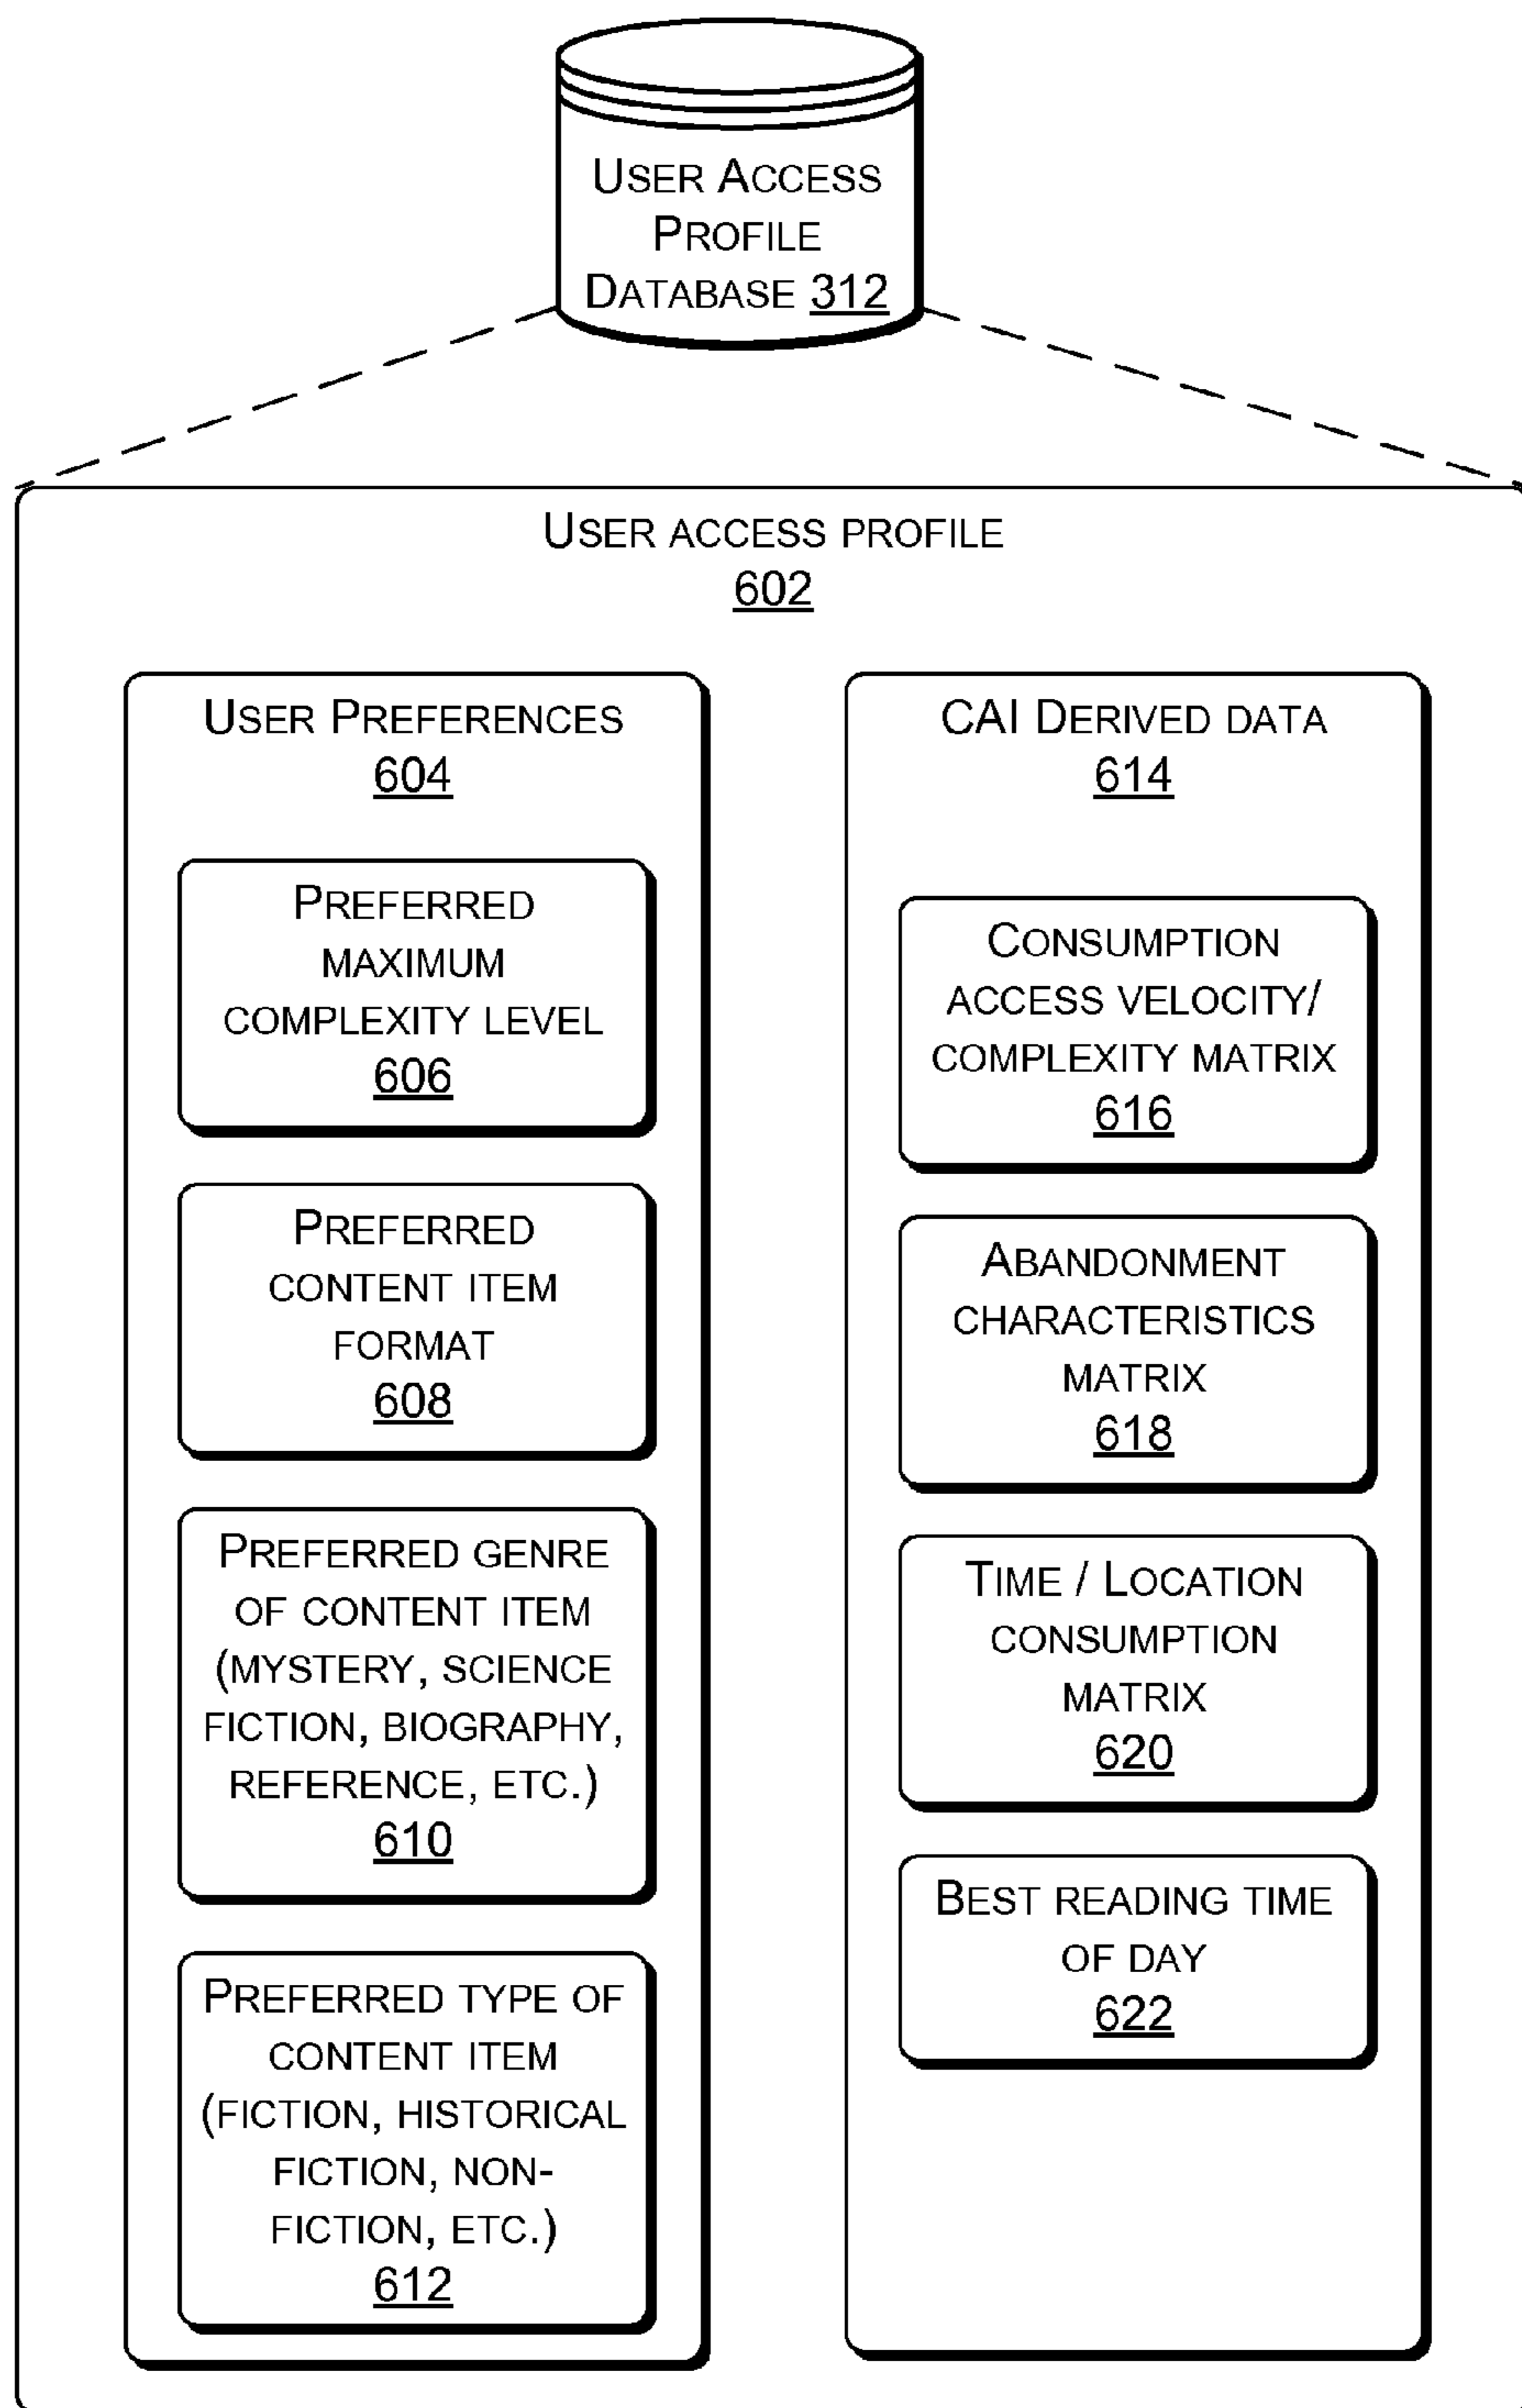 User Access
Profile
Database 312
User access profile
602
User Preferences
604
Preferred
maximum
complexity level
606
Preferred
content item
format
608
Preferred genre
of content item
(mystery, science
fiction, biography,
reference, etc.)
610
Preferred type of
content item
(fiction, historical
fiction, non-
fiction, etc.)
612
CAI Derived data
614
Consumption
access velocity/
complexity matrix
616
Abandonment
characteristics
matrix
618
Time / Location
consumption
matrix
620
Best reading time
of day
622